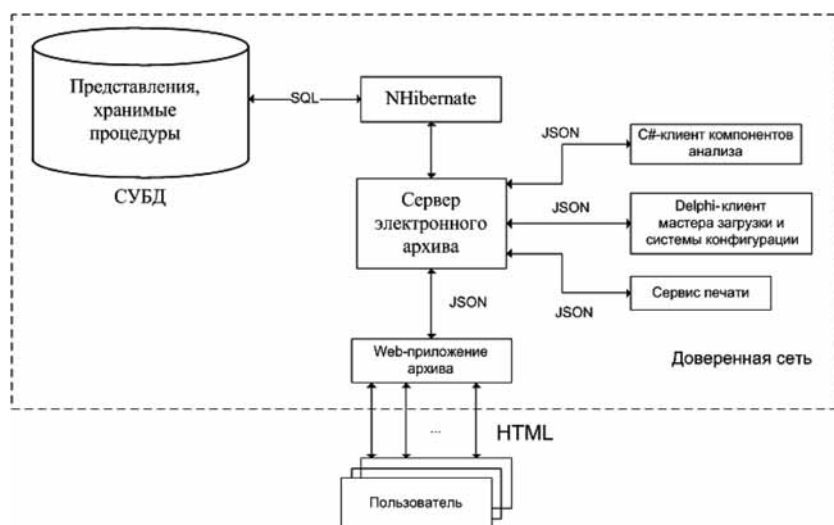 Представления,
хранимые
процедуры
СУБД
SQL
NHibernate
JSON
C#-клиент компонентов
анализа
Сервер
электронного
архива
JSON
Delphi-клиент
мастера загрузки и
системы конфигурации
JSON
Сервис печати
JSON
Web-приложение
архива
Доверенная сеть
...
HTML
Пользователь